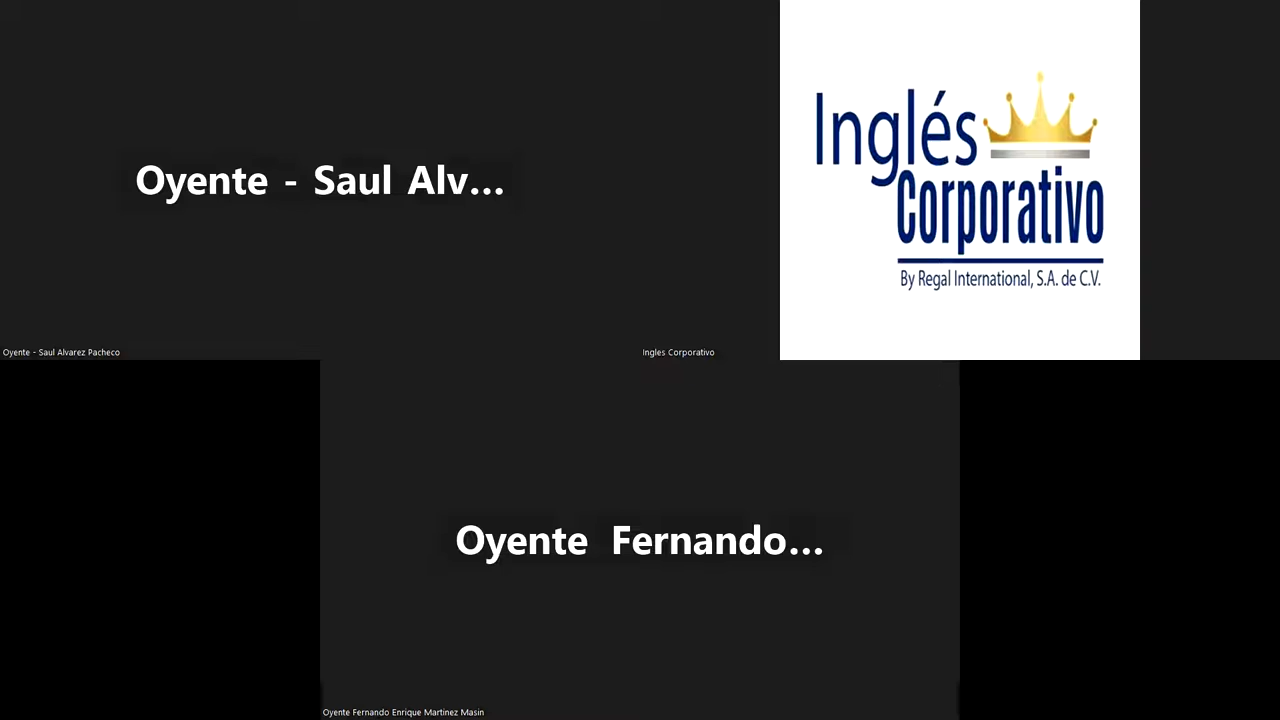 Oyente - Saul Alv...
Oyente - Saul Alvarez Pacheco
Inglés
Corporativo
By Regal International, S.A. de C.V.
Ingles Corporativo
Oyente Fernando...
Oyente Fernando Enrique Martinez Masin